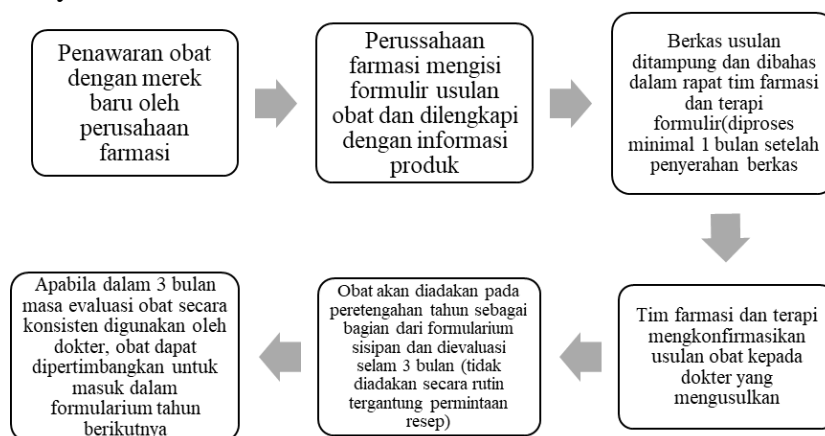 Penawaran obat
dengan merek
baru oleh
perusahaan
farmasi
Perussahaan
farmasi mengisi
formulir usulan
obat dan dilengkapi
dengan informasi
produk
Berkas usulan
ditampung dan dibahas
dalam rapat tim farmasi
dan terapi
formulir(diproses
minimal 1 bulan setelah
penyerahan berkas
Tim farmasi dan terapi
mengkonfirmasikan
usulan obat kepada
dokter yang
mengusulkan
Obat akan diadakan pada
peretengahan tahun sebagai
bagian dari formularium
sisipan dan dievaluasi
selam 3 bulan (tidak
diadakan secara rutin
tergantung permintaan
resep)
Apabila dalam 3 bulan
masa evaluasi obat secara
konsisten digunakan oleh
dokter, obat dapat
dipertimbangkan untuk
masuk dalam
formularium tahun
berikutnya